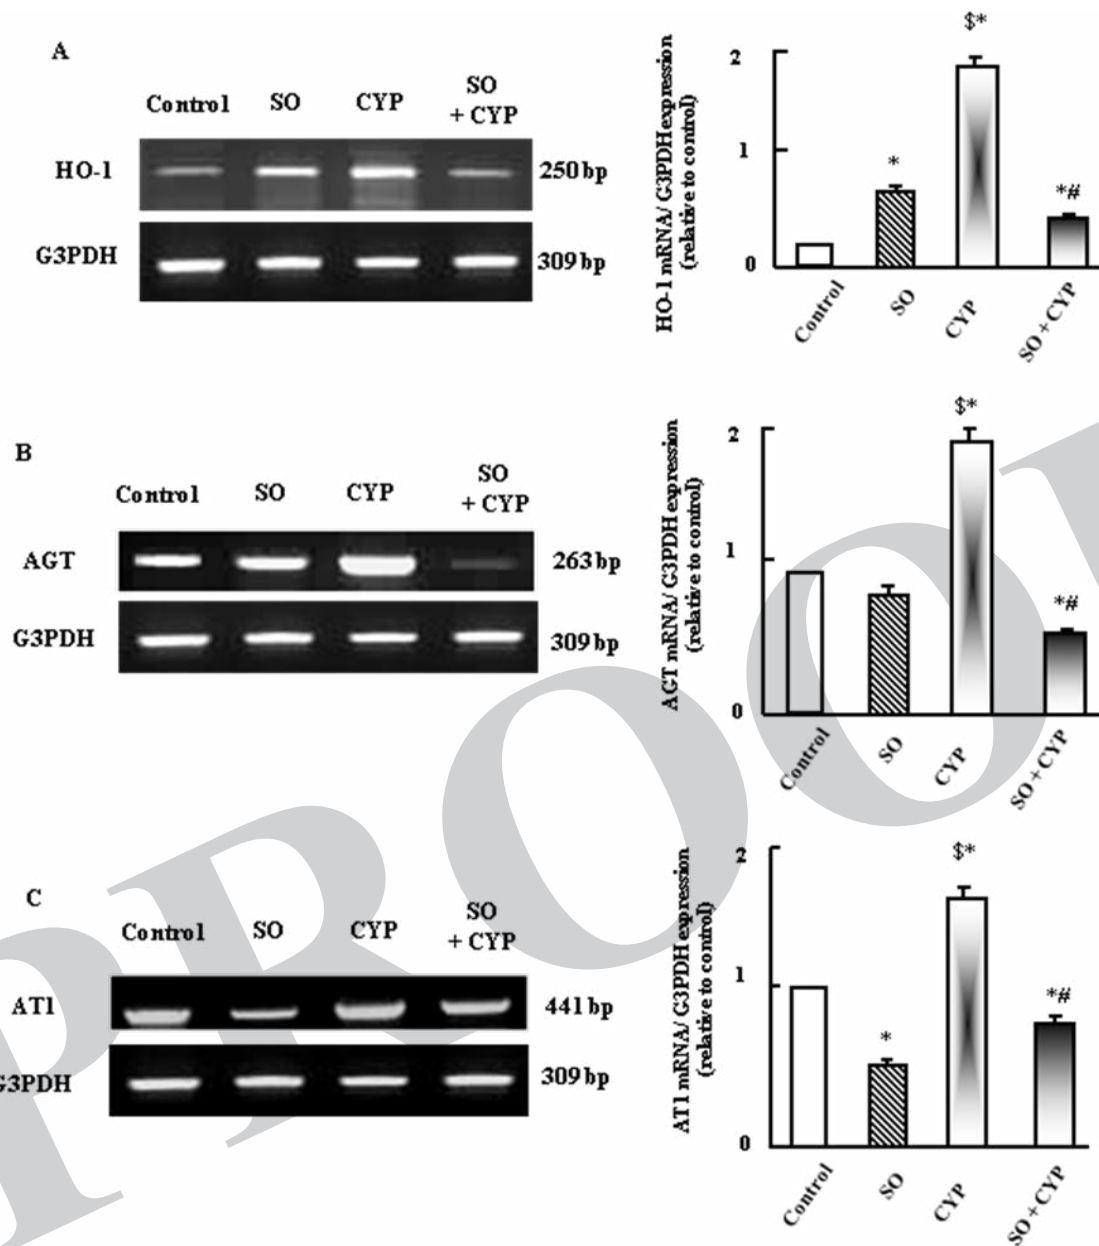 A
Control SO CYP SO + CYP
HO-1 250 bp
G3PDH 309 bp
HO-1 mRNA/ G3PDH expression
(relative to control)
2
1
0
*
$*
*#
Control SO CYP SO + CYP
B
Control SO CYP SO + CYP
AGT 263 bp
G3PDH 309 bp
AGT mRNA/ G3PDH expression
(relative to control)
2
1
0
$*
*#
Control SO CYP SO + CYP
C
Control SO CYP SO + CYP
AT1 441 bp
G3PDH 309 bp
AT1 mRNA/ G3PDH expression
(relative to control)
2
1
0
*
$*
*#
Control SO CYP SO + CYP
PROO